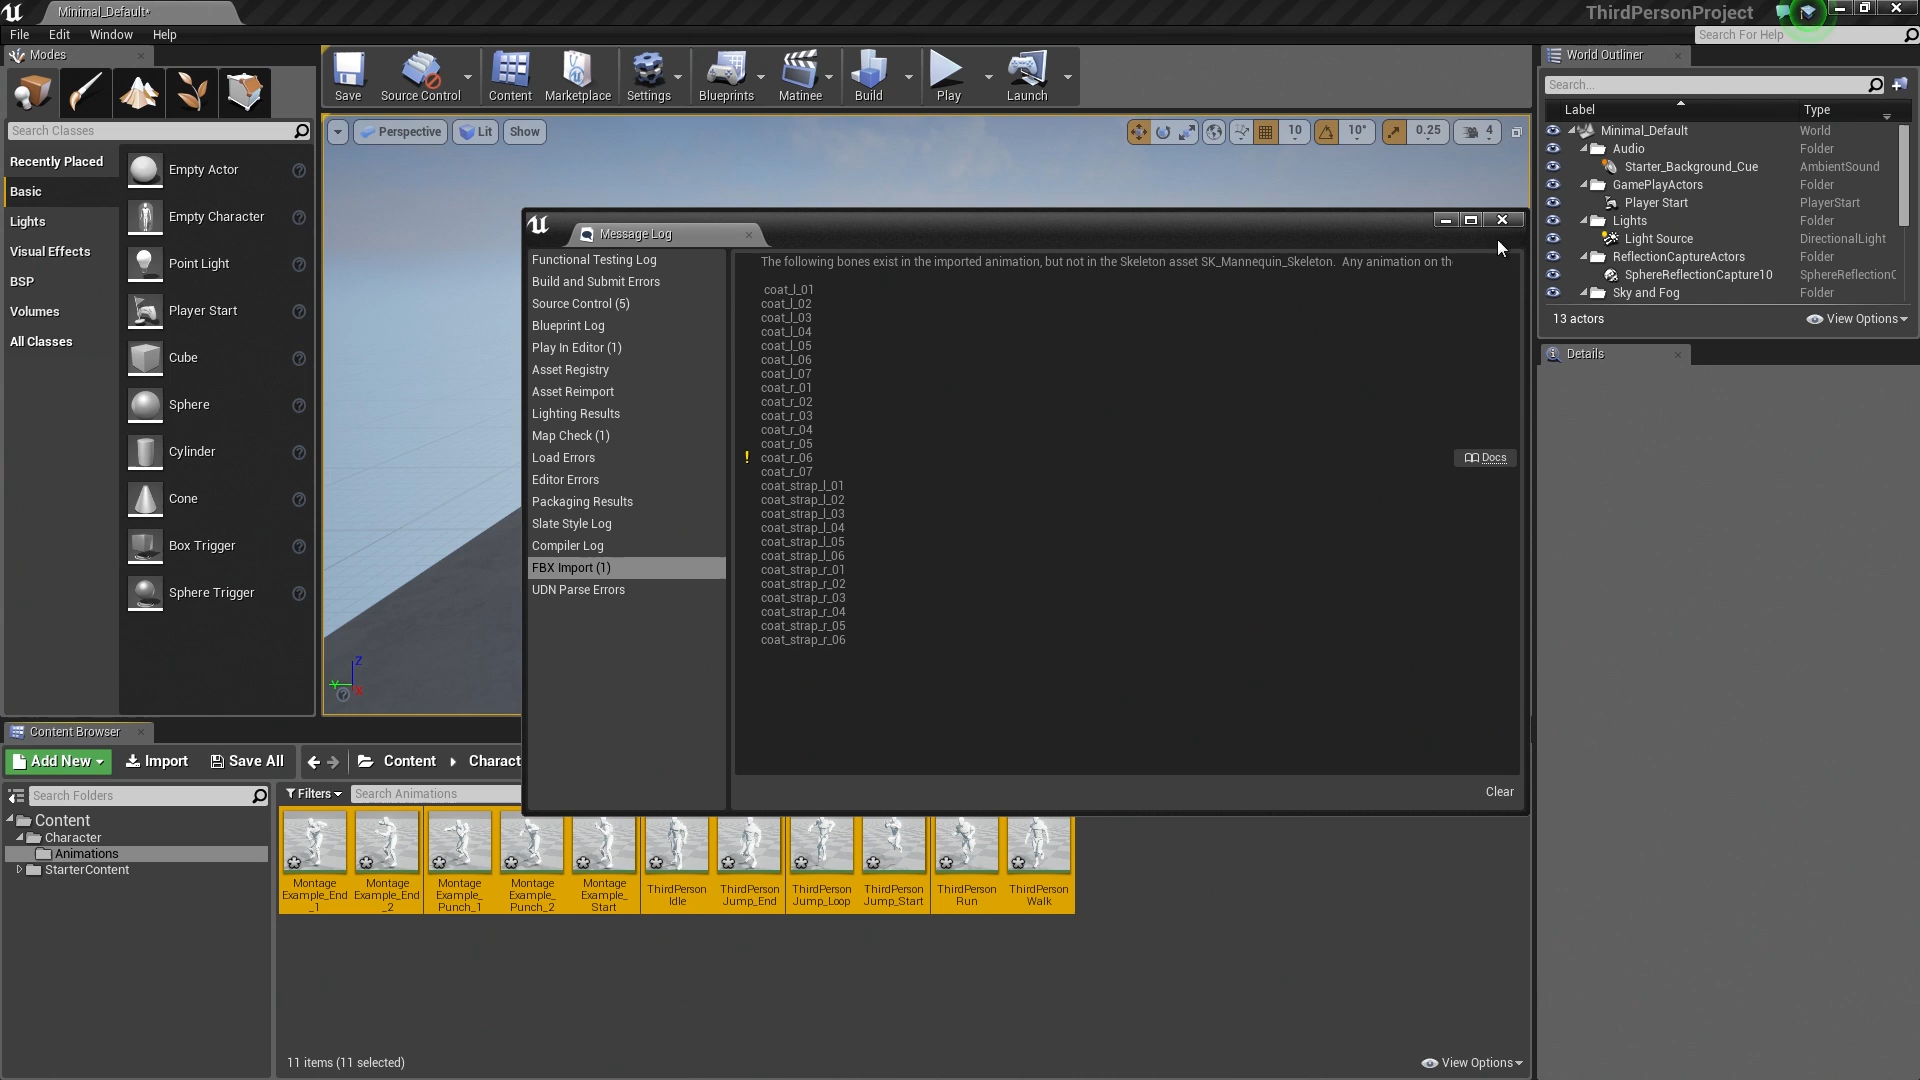 Minimal_Default*
ThirdPersonProject
File Edit Window Help
Search For Help
Modes
Save
Source Control
Content
Marketplace
Settings
Blueprints
Matinee
Build
Play
Launch
Search Classes
Recently Placed
Basic
Lights
Visual Effects
BSP
Volumes
All Classes
Empty Actor
Empty Character
Point Light
Player Start
Cube
Sphere
Cylinder
Cone
Box Trigger
Sphere Trigger
Perspective
Lit
Show
10
10°
0.25
4
Z
Y
X
Message Log
Functional Testing Log
Build and Submit Errors
Source Control (5)
Blueprint Log
Play In Editor (1)
Asset Registry
Asset Reimport
Lighting Results
Map Check (1)
Load Errors
Editor Errors
Packaging Results
Slate Style Log
Compiler Log
FBX Import (1)
UDN Parse Errors
The following bones exist in the imported animation, but not in the Skeleton asset SK_Mannequin_Skeleton. Any animation on th
coat_l_01
coat_l_02
coat_l_03
coat_l_04
coat_l_05
coat_l_06
coat_l_07
coat_r_01
coat_r_02
coat_r_03
coat_r_04
coat_r_05
! coat_r_06
coat_r_07
coat_strap_l_01
coat_strap_l_02
coat_strap_l_03
coat_strap_l_04
coat_strap_l_05
coat_strap_l_06
coat_strap_r_01
coat_strap_r_02
coat_strap_r_03
coat_strap_r_04
coat_strap_r_05
coat_strap_r_06
Docs
Clear
World Outliner
Search...
Label Type
Minimal_Default World
Audio Folder
Starter_Background_Cue AmbientSound
GamePlayActors Folder
Player Start PlayerStart
Lights Folder
Light Source DirectionalLight
ReflectionCaptureActors Folder
SphereReflectionCapture10 SphereReflectionC
Sky and Fog Folder
13 actors
View Options
Details
Content Browser
Add New
Import
Save All
Content
Charact
Search Folders
Filters
Search Animations
Content
Character
Animations
StarterContent
Montage
Example_End
_1
Montage
Example_End
_2
Montage
Example_
Punch_1
Montage
Example_
Punch_2
Montage
Example_
Start
ThirdPerson
Idle
ThirdPerson
Jump_End
ThirdPerson
Jump_Loop
ThirdPerson
Jump_Start
ThirdPerson
Run
ThirdPerson
Walk
11 items (11 selected)
View Options